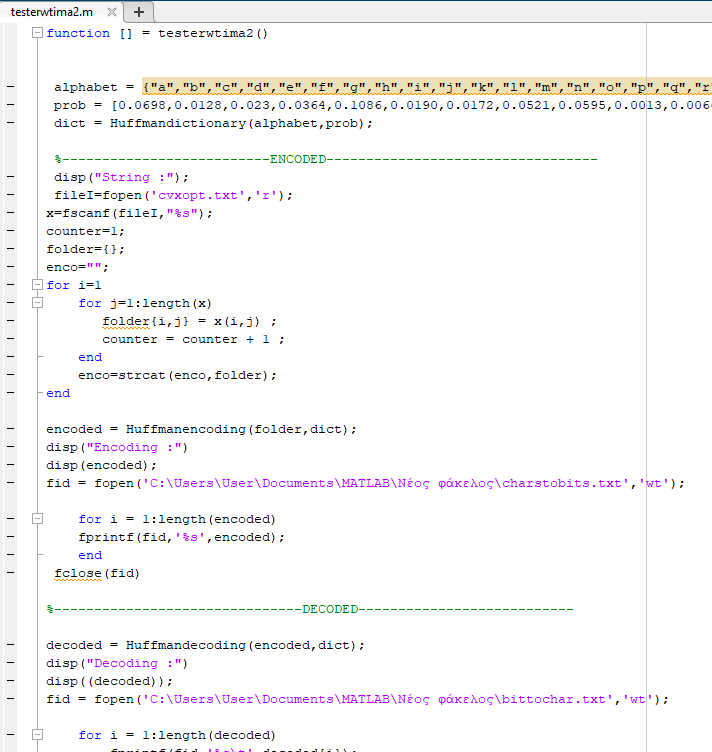 testerwtima2.m
function [] = testerwtima2()
alphabet = {"a","b","c","d","e","f","g","h","i","j","k","l","m","n","o","p","q","r
prob = [0.0698,0.0128,0.023,0.0364,0.1086,0.0190,0.0172,0.0521,0.0595,0.0013,0.006
dict = Huffmandictionary(alphabet,prob);
%--------------------------ENCODED----------------------------------
disp("String :");
fileI=fopen('cvxopt.txt','r');
x=fscanf(fileI,"%s");
counter=1;
folder={};
enco="";
for i=1
for j=1:length(x)
folder{i,j} = x(i,j) ;
counter = counter + 1 ;
end
enco=strcat(enco,folder);
end
encoded = Huffmanencoding(folder,dict);
disp("Encoding :")
disp(encoded);
fid = fopen('C:\Users\User\Documents\MATLAB\Νέος φάκελος\charstobits.txt','wt');
for i = 1:length(encoded)
fprintf(fid,'%s',encoded);
end
fclose(fid)
%-------------------------------DECODED---------------------------
decoded = Huffmandecoding(encoded,dict);
disp("Decoding :")
disp((decoded));
fid = fopen('C:\Users\User\Documents\MATLAB\Νέος φάκελος\bittochar.txt','wt');
for i = 1:length(decoded)